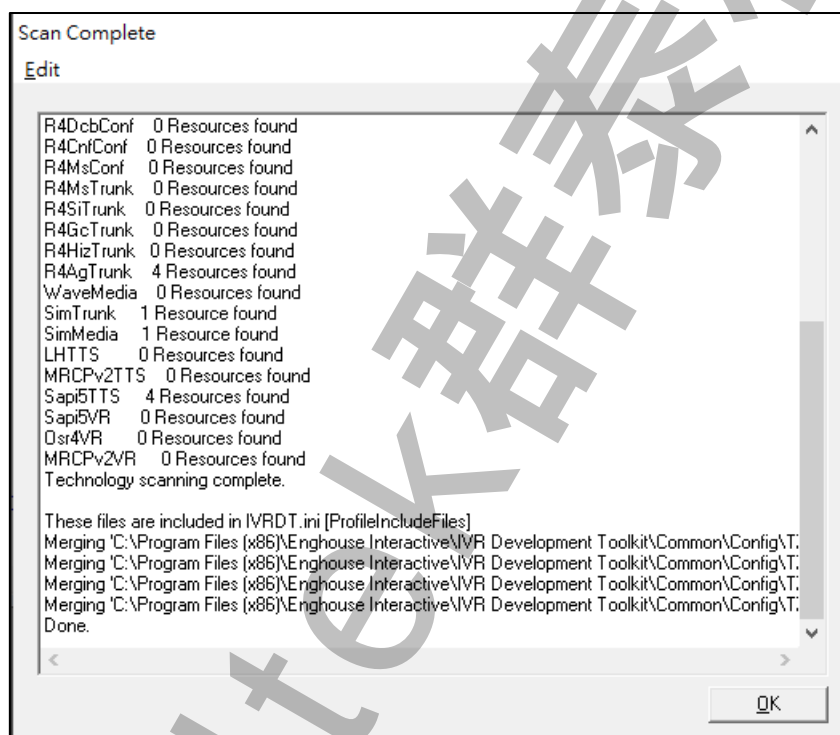 Scan Complete
Edit
R4DcbConf 0 Resources found
R4CnfConf 0 Resources found
R4MsConf 0 Resources found
R4MsTrunk 0 Resources found
R4SiTrunk 0 Resources found
R4GcTrunk 0 Resources found
R4HizTrunk 0 Resources found
R4AgTrunk 4 Resources found
WaveMedia 0 Resources found
SimTrunk 1 Resource found
SimMedia 1 Resource found
LHTTS 0 Resources found
MRCPv2TTS 0 Resources found
Sapi5TTS 4 Resources found
Sapi5VR 0 Resources found
Osr4VR 0 Resources found
MRCPv2VR 0 Resources found
Technology scanning complete.
These files are included in IVRDT.ini [ProfileIncludeFiles]
Merging 'C:\Program Files (x86)\Enghouse Interactive\IVR Development Toolkit\Common\Config\T
Merging 'C:\Program Files (x86)\Enghouse Interactive\IVR Development Toolkit\Common\Config\T
Merging 'C:\Program Files (x86)\Enghouse Interactive\IVR Development Toolkit\Common\Config\T
Merging 'C:\Program Files (x86)\Enghouse Interactive\IVR Development Toolkit\Common\Config\T
Done.
OK
tek群泰